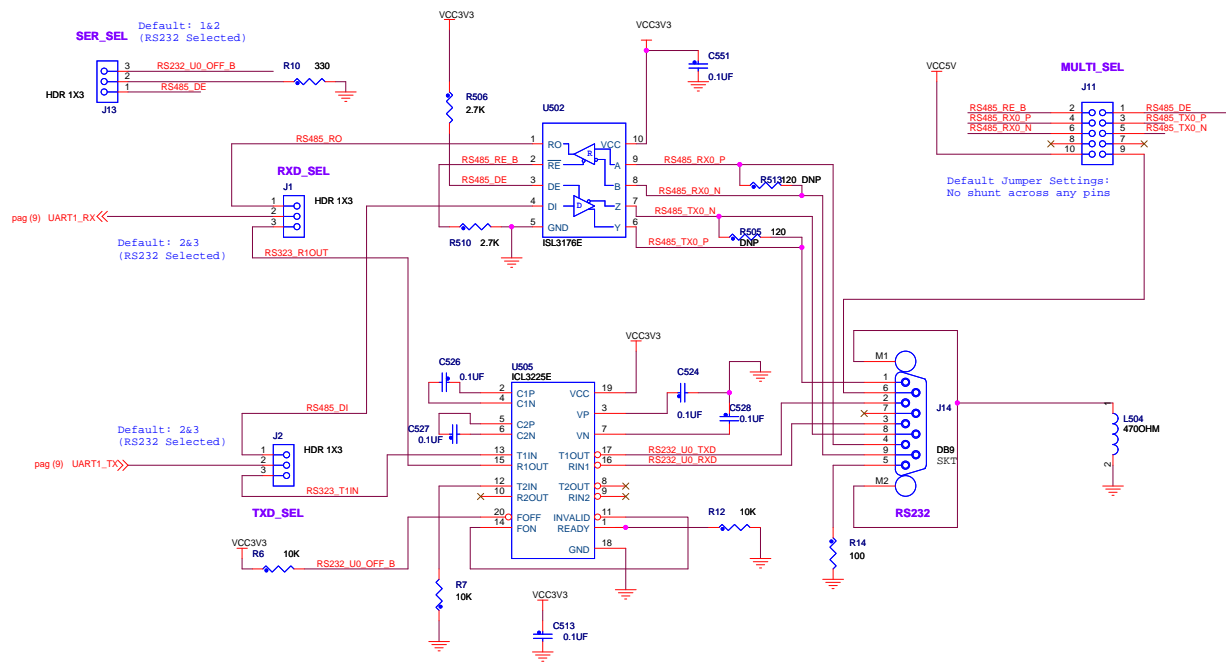 SER_SEL
Default: 1&2
(RS232 Selected)
3 RS232_U0_OFF_B
2
1 RS485_DE
R10 330
HDR 1X3
J13
VCC3V3
R506
2.7K
VCC3V3
C551
0.1UF
U502
RS485_RO 1 RO VCC 10
RS485_RE_B 2 RE A 9 RS485_RX0_P
RS485_DE 3 DE B 8 RS485_RX0_N
4 DI Z 7 RS485_TX0_N
5 GND Y 6 RS485_TX0_P
R
D
ISL3176E
R510 2.7K
R513 120 DNP
R505 120
DNP
RXD_SEL
J1
HDR 1X3
1
2
3
pag (9) UART1_RX
Default: 2&3
(RS232 Selected)
RS323_R1OUT
VCC5V
MULTI_SEL
J11
RS485_RE_B 2 1 RS485_DE
RS485_RX0_P 4 3 RS485_TX0_P
RS485_RX0_N 6 5 RS485_TX0_N
8 7
10 9
Default Jumper Settings:
No shunt across any pins
C526
0.1UF
C527
0.1UF
U505
ICL3225E
VCC3V3
C524
0.1UF
C528
0.1UF
2 C1P VCC 19
4 C1N
VP 3
5 C2P
6 C2N VN 7
13 T1IN T1OUT 17 RS232_U0_TXD
15 R1OUT RIN1 16 RS232_U0_RXD
12 T2IN T2OUT 8
10 R2OUT RIN2 9
20 FOFF INVALID 11
14 FON READY 1
GND 18
RS485_DI
Default: 2&3
(RS232 Selected)
J2
HDR 1X3
1
2
3
pag (9) UART1_TX
RS323_T1IN
TXD_SEL
VCC3V3
R6 10K
RS232_U0_OFF_B
R7
10K
R12 10K
VCC3V3
C513
0.1UF
M1
1
6
2
7
3
8
4
9
5
M2
J14
DB9
SKT
RS232
R14
100
1
L504
470OHM
2